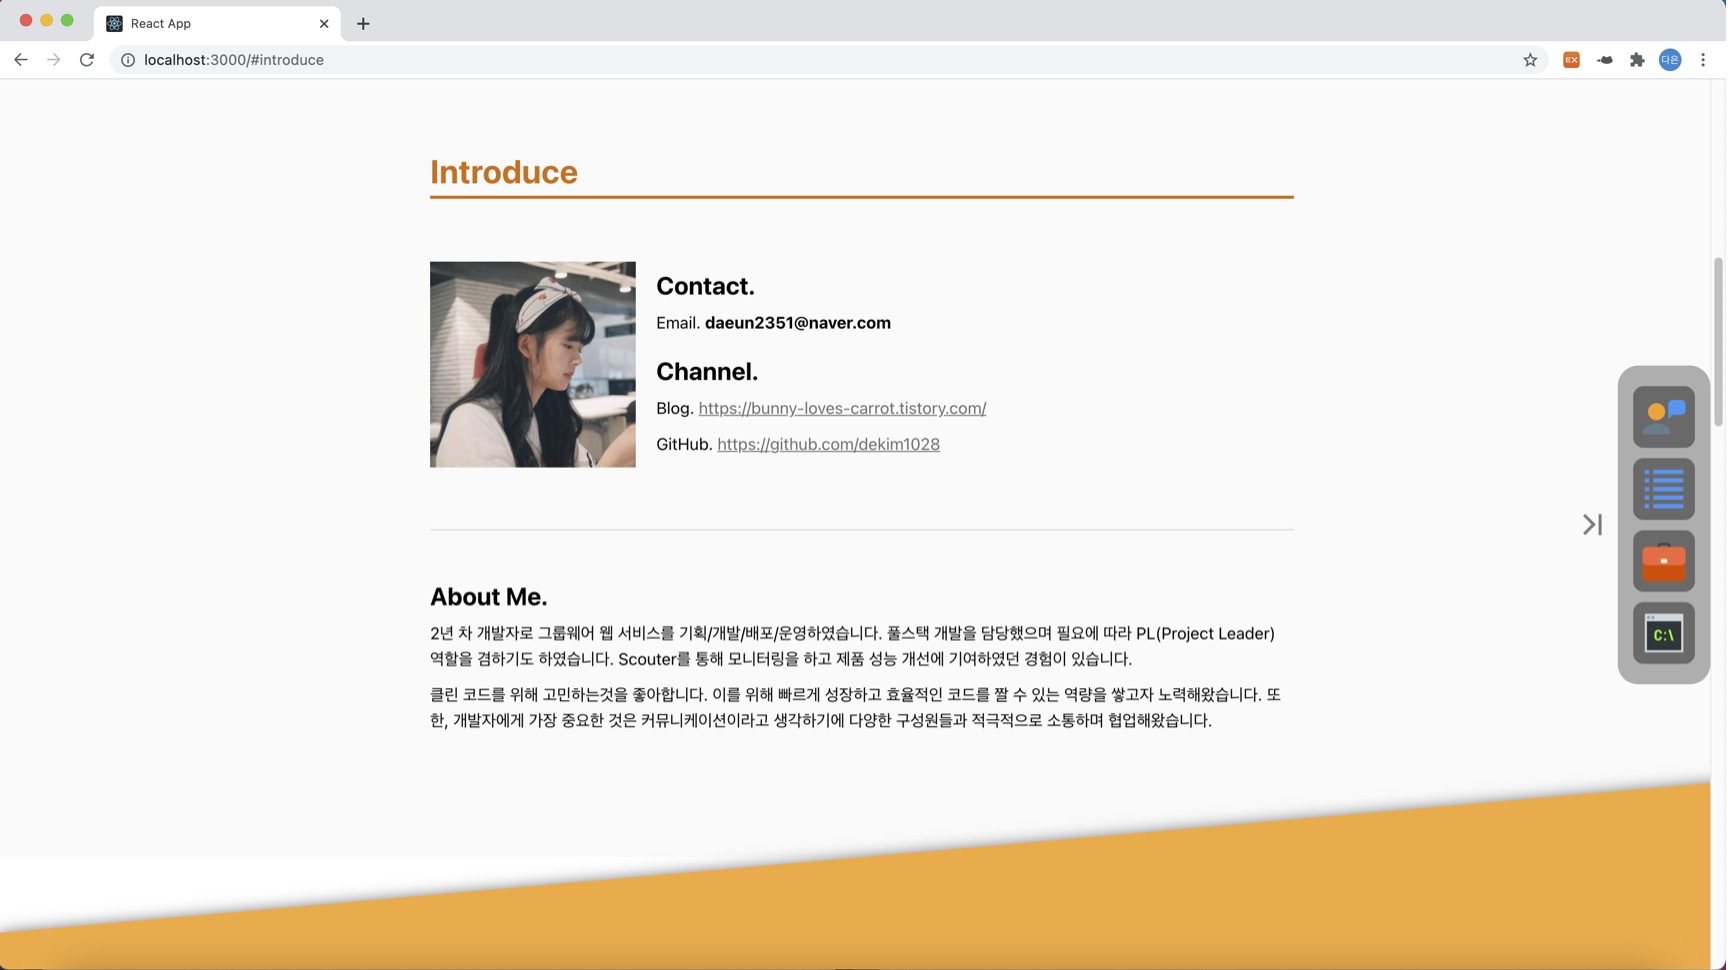 React App
localhost:3000/#introduce
EX
다은
Introduce
Contact.
Email. daeun2351@naver.com
Channel.
Blog. https://bunny-loves-carrot.tistory.com/
GitHub. https://github.com/dekim1028
About Me.
2년 차 개발자로 그룹웨어 웹 서비스를 기획/개발/배포/운영하였습니다. 풀스택 개발을 담당했으며 필요에 따라 PL(Project Leader)
역할을 겸하기도 하였습니다. Scouter를 통해 모니터링을 하고 제품 성능 개선에 기여하였던 경험이 있습니다.
클린 코드를 위해 고민하는것을 좋아합니다. 이를 위해 빠르게 성장하고 효율적인 코드를 짤 수 있는 역량을 쌓고자 노력해왔습니다. 또
한, 개발자에게 가장 중요한 것은 커뮤니케이션이라고 생각하기에 다양한 구성원들과 적극적으로 소통하며 협업해왔습니다.
C:\